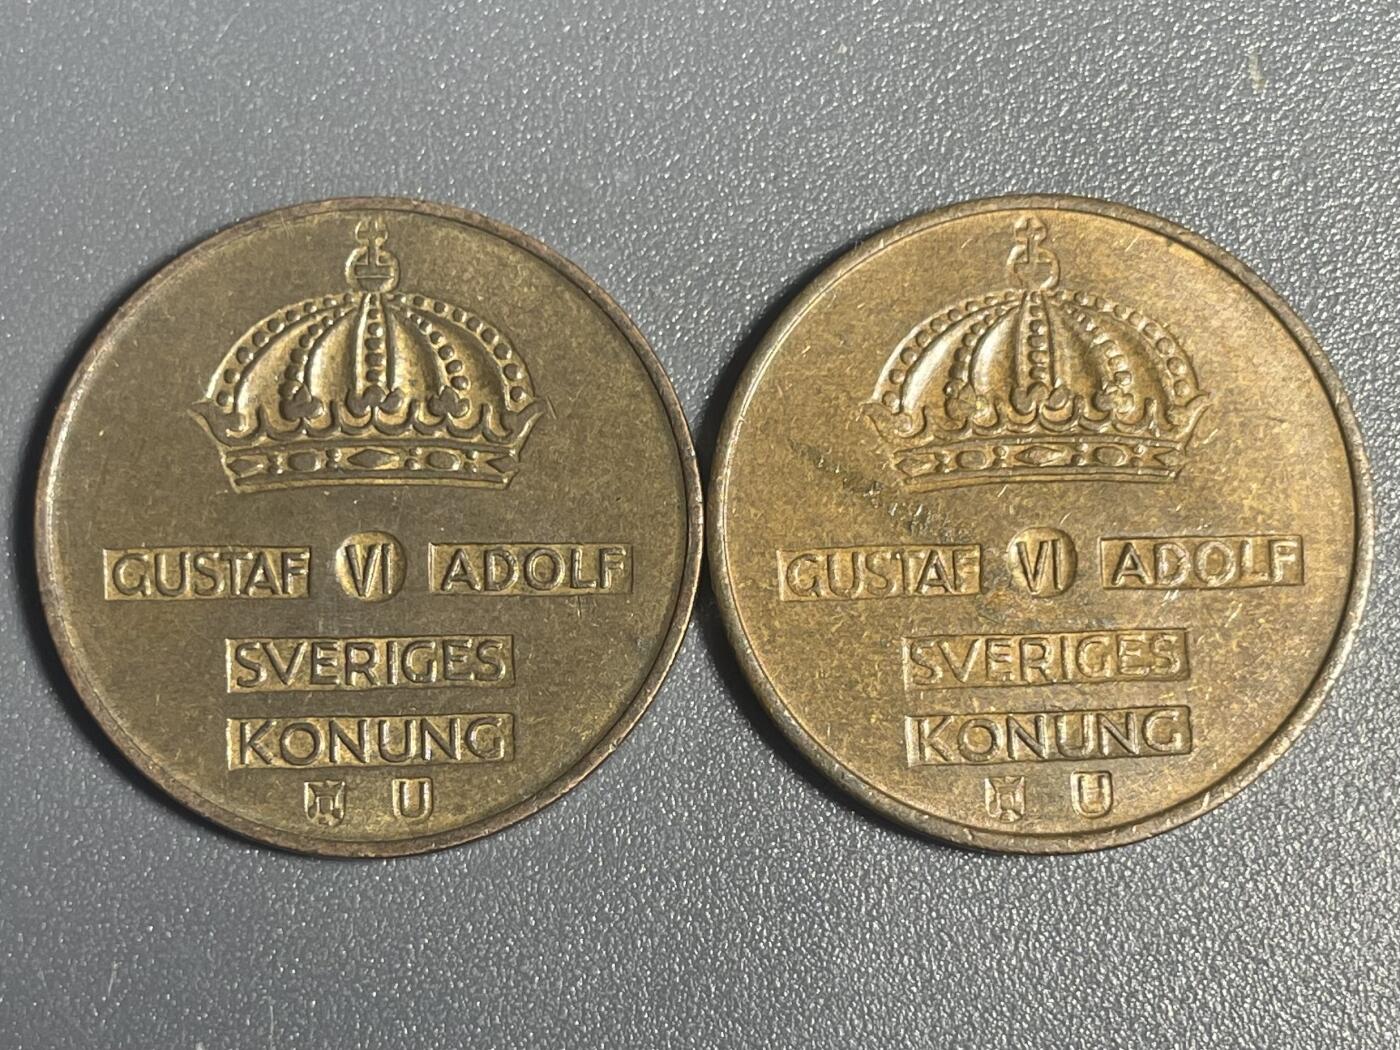 GUSTAF VI ADOLF
SVERIGES
KONUNG
U
GUSTAF VI ADOLF
SVERIGES
KONUNG
U